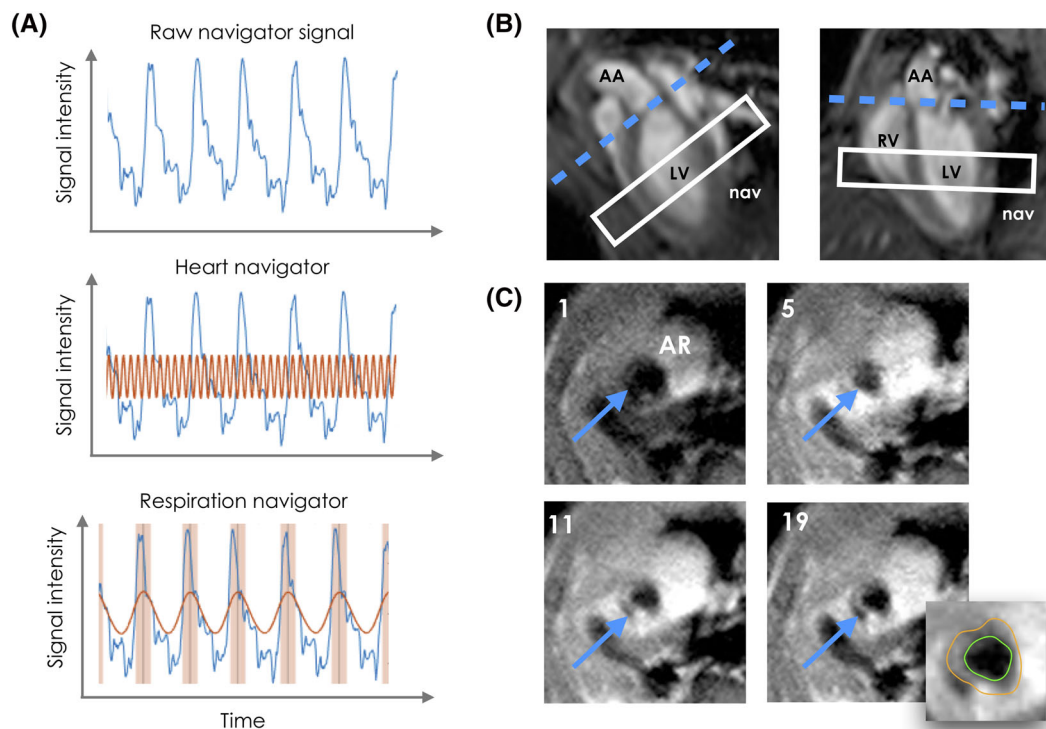 (A)
Raw navigator signal
Signal intensity
Heart navigator
Signal intensity
Respiration navigator
Signal intensity
Time
(B)
AA
LV
nav
AA
RV
LV
nav
(C)
1
AR
5
11
19